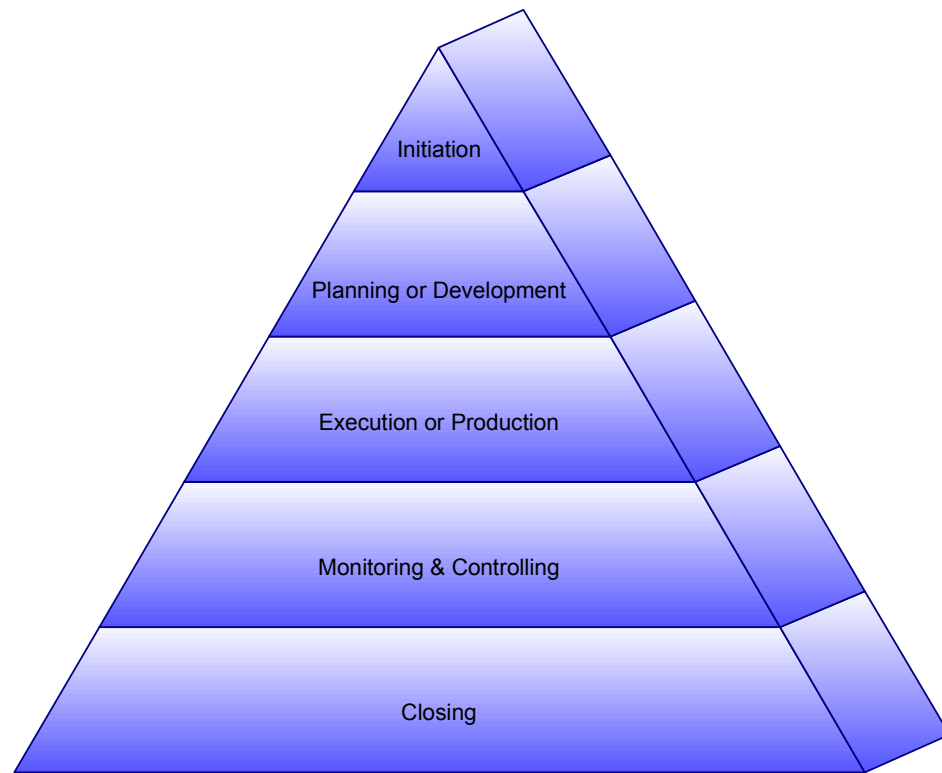 Initiation
Planning or Development
Execution or Production
Monitoring & Controlling
Closing